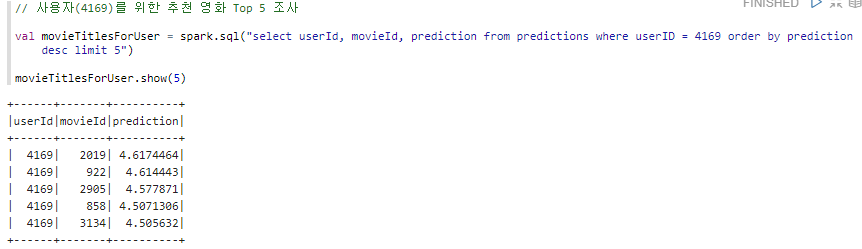 // 사용자(4169)를 위한 추천 영화 Top 5 조사
FINISHED
val movieTitlesForUser = spark.sql("select userId, movieId, prediction from predictions where userID = 4169 order by prediction
desc limit 5")
movieTitlesForUser.show(5)
+------+-------+----------+
|userId|movieId|prediction|
+------+-------+----------+
|  4169|   2019| 4.6174464|
|  4169|    922|  4.614443|
|  4169|   2905|  4.577871|
|  4169|    858| 4.5071306|
|  4169|   3134|  4.505632|
+------+-------+----------+